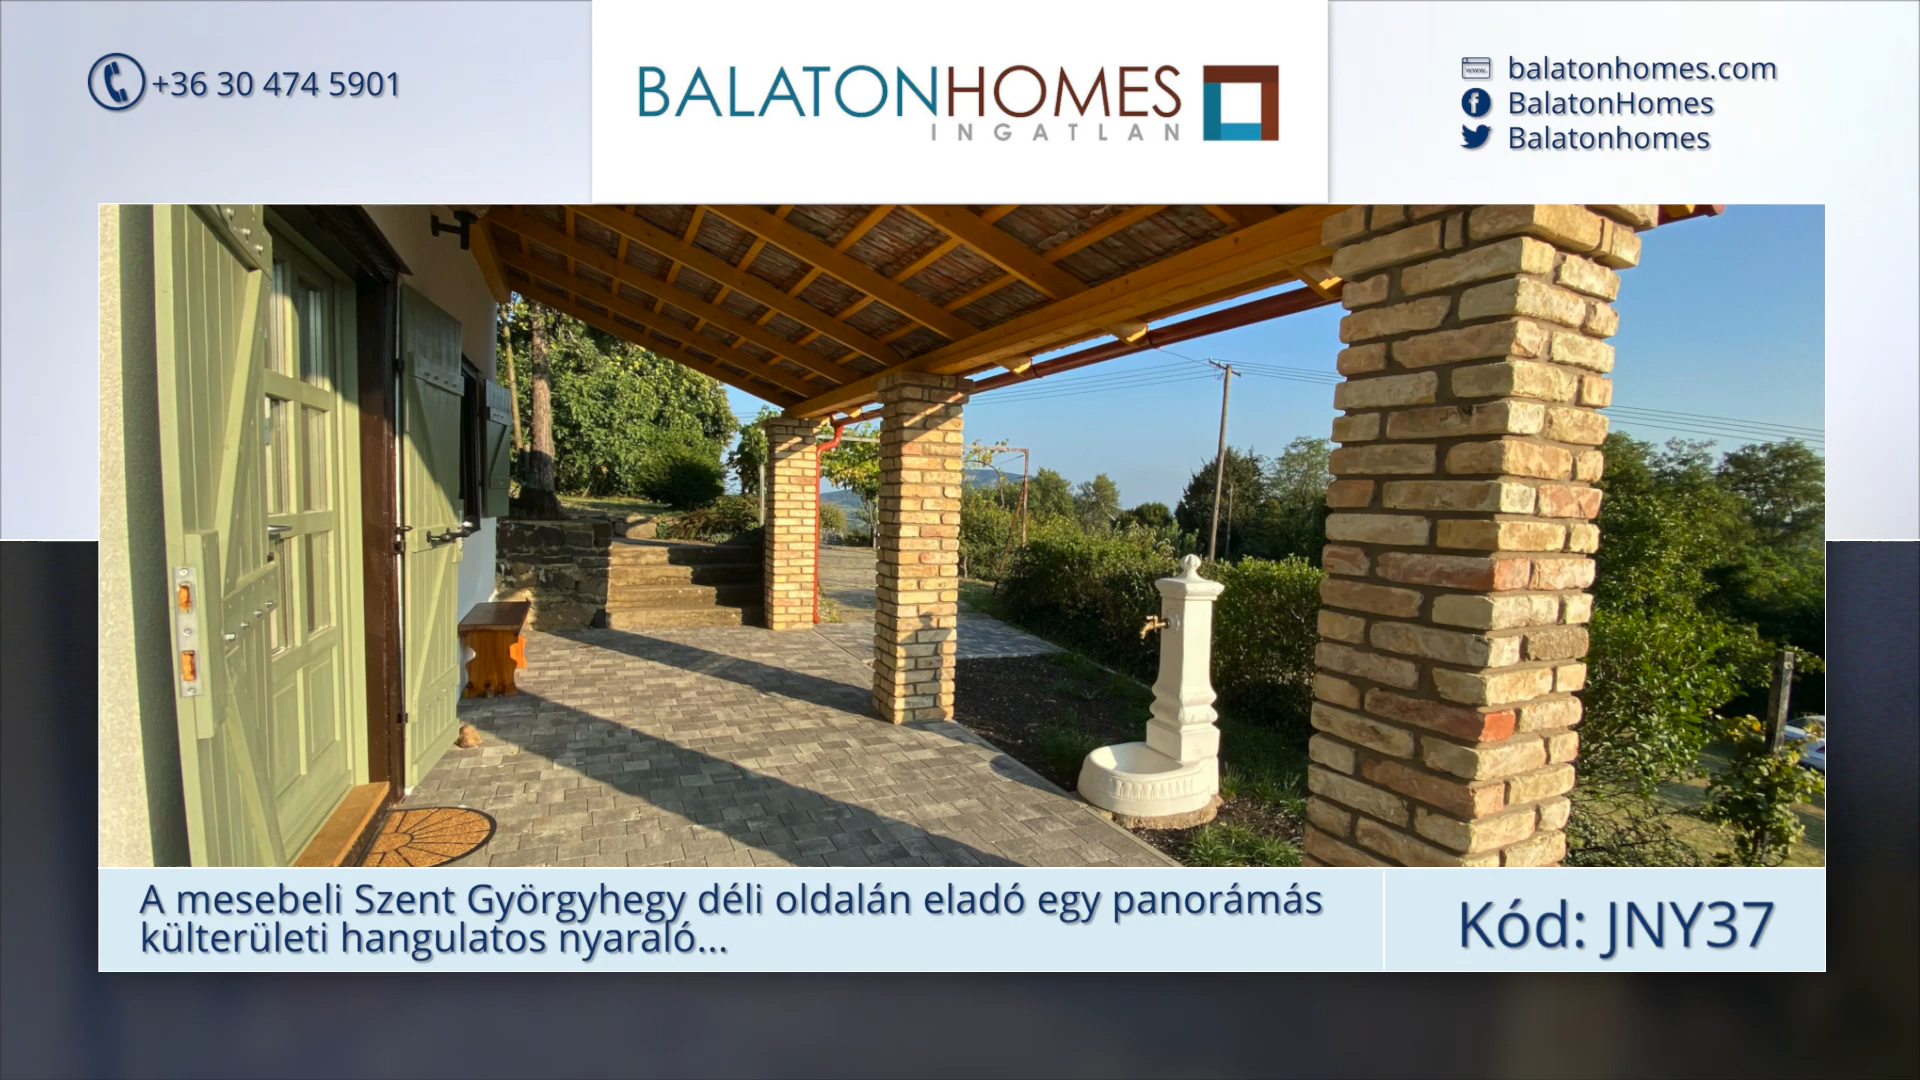 +36 30 474 5901
BALATONHOMES
INGATLAN
www.
balatonhomes.com
BalatonHomes
Balatonhomes
A mesebeli Szent Györgyhegy déli oldalán eladó egy panorámás
külterületi hangulatos nyaraló...
Kód: JNY37